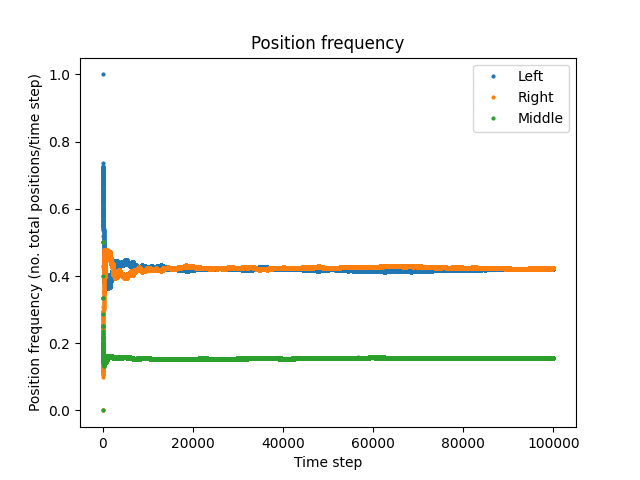 Position frequency
Left
Right
Middle
Position frequency (no. total positions/time step)
1.0
0.8
0.6
0.4
0.2
0.0
0 20000 40000 60000 80000 100000
Time step